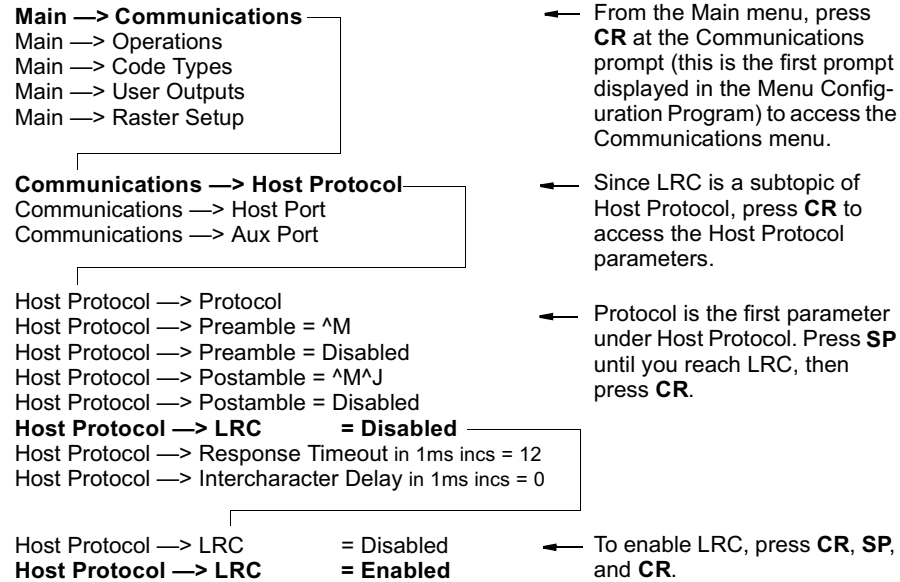 Main —> Communications
Main —> Operations
Main —> Code Types
Main —> User Outputs
Main —> Raster Setup
From the Main menu, press
CR at the Communications
prompt (this is the first prompt
displayed in the Menu Config-
uration Program) to access the
Communications menu.
Communications —> Host Protocol
Communications —> Host Port
Communications —> Aux Port
Since LRC is a subtopic of
Host Protocol, press CR to
access the Host Protocol
parameters.
Host Protocol —> Protocol
Host Protocol —> Preamble = ^M
Host Protocol —> Preamble = Disabled
Host Protocol —> Postamble = ^M^J
Host Protocol —> Postamble = Disabled
Host Protocol —> LRC = Disabled
Host Protocol —> Response Timeout in 1ms incs = 12
Host Protocol —> Intercharacter Delay in 1ms incs = 0
Protocol is the first parameter
under Host Protocol. Press SP
until you reach LRC, then
press CR.
Host Protocol —> LRC = Disabled
Host Protocol —> LRC = Enabled
To enable LRC, press CR, SP,
and CR.